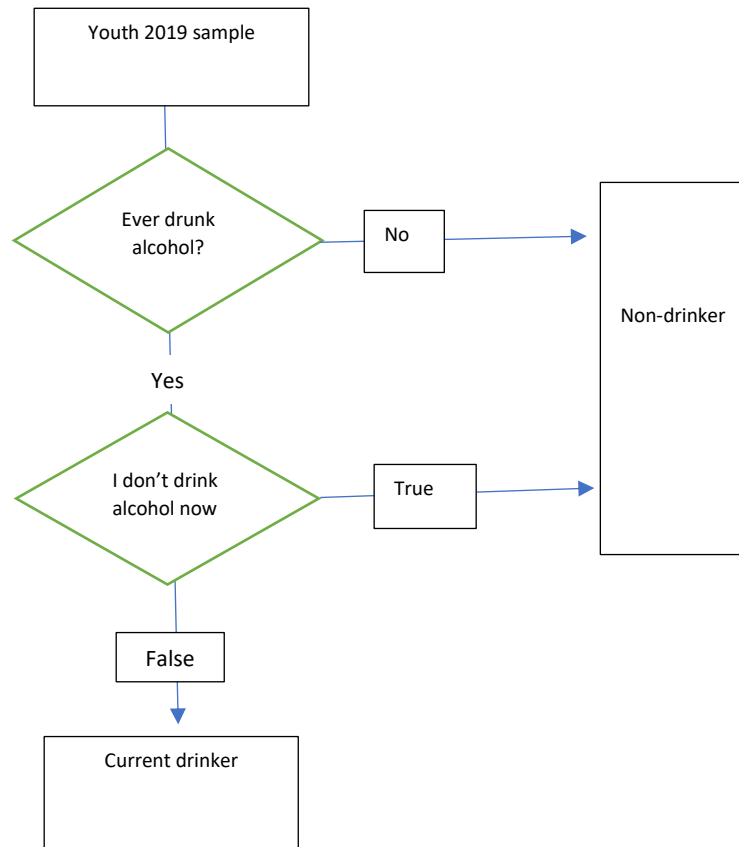 Youth 2019 sample
Ever drunk
alcohol?
No
Non-drinker
Yes
I don’t drink
alcohol now
True
False
Current drinker